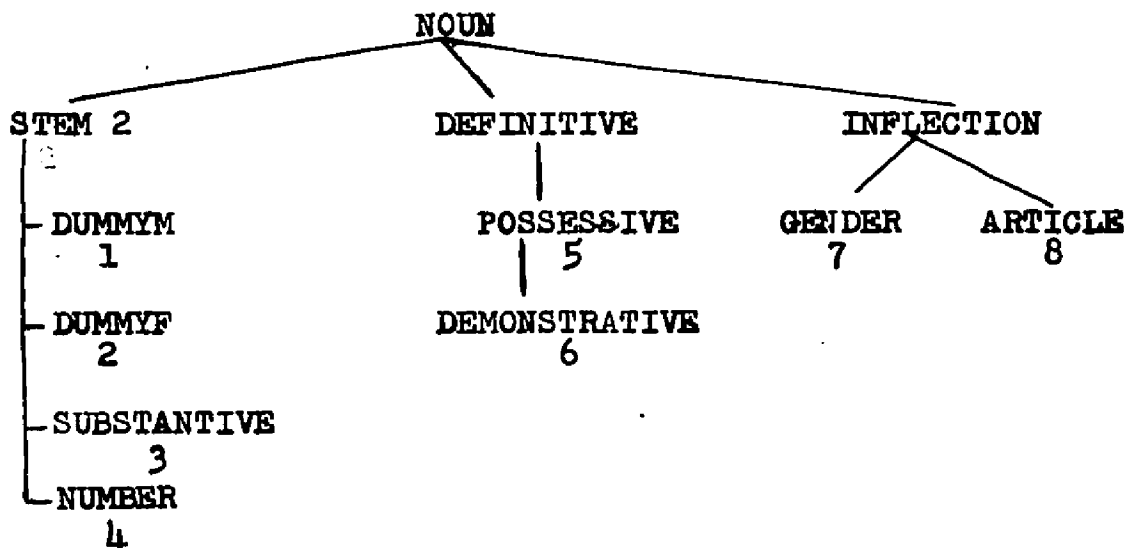 NOUN
STEM 2 DEFINITIVE INFLECTION
DUMMYM POSSESSIVE GENDER ARTICLE
1 5 7 8
DUMMYF DEMONSTRATIVE
2 6
SUBSTANTIVE
3
NUMBER
4